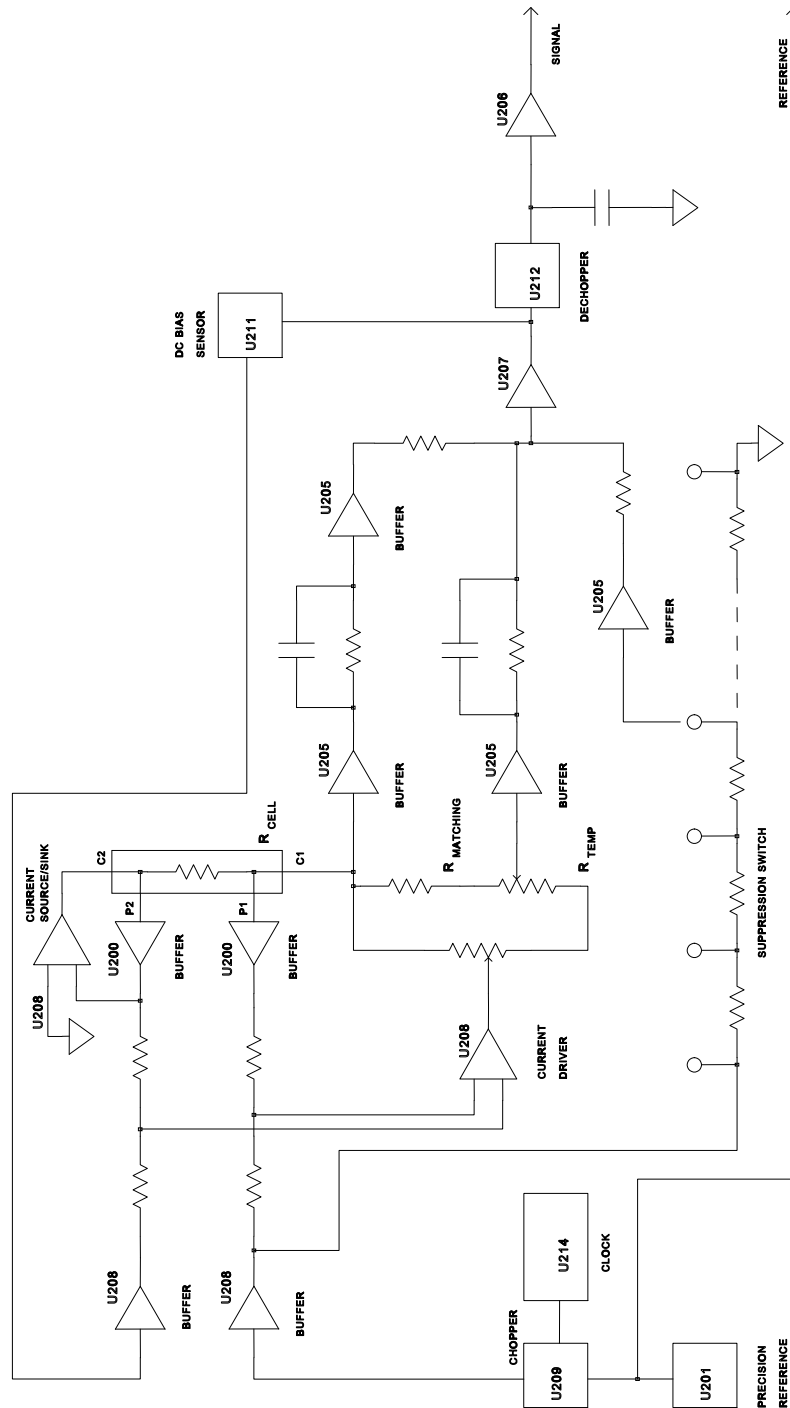 SIGNAL
REFERENCE
U206
U212
DECHOPPER
DC BIAS
SENSOR
U211
U207
U205
BUFFER
U205
BUFFER
U205
BUFFER
U205
BUFFER
R CELL
C2
C1
P2
P1
R MATCHING
R TEMP
CURRENT
SOURCE/SINK
U208
U200
BUFFER
U200
BUFFER
U208
CURRENT
DRIVER
SUPPRESSION SWITCH
U208
BUFFER
U208
BUFFER
CHOPPER
U209
U214
CLOCK
U201
PRECISION
REFERENCE